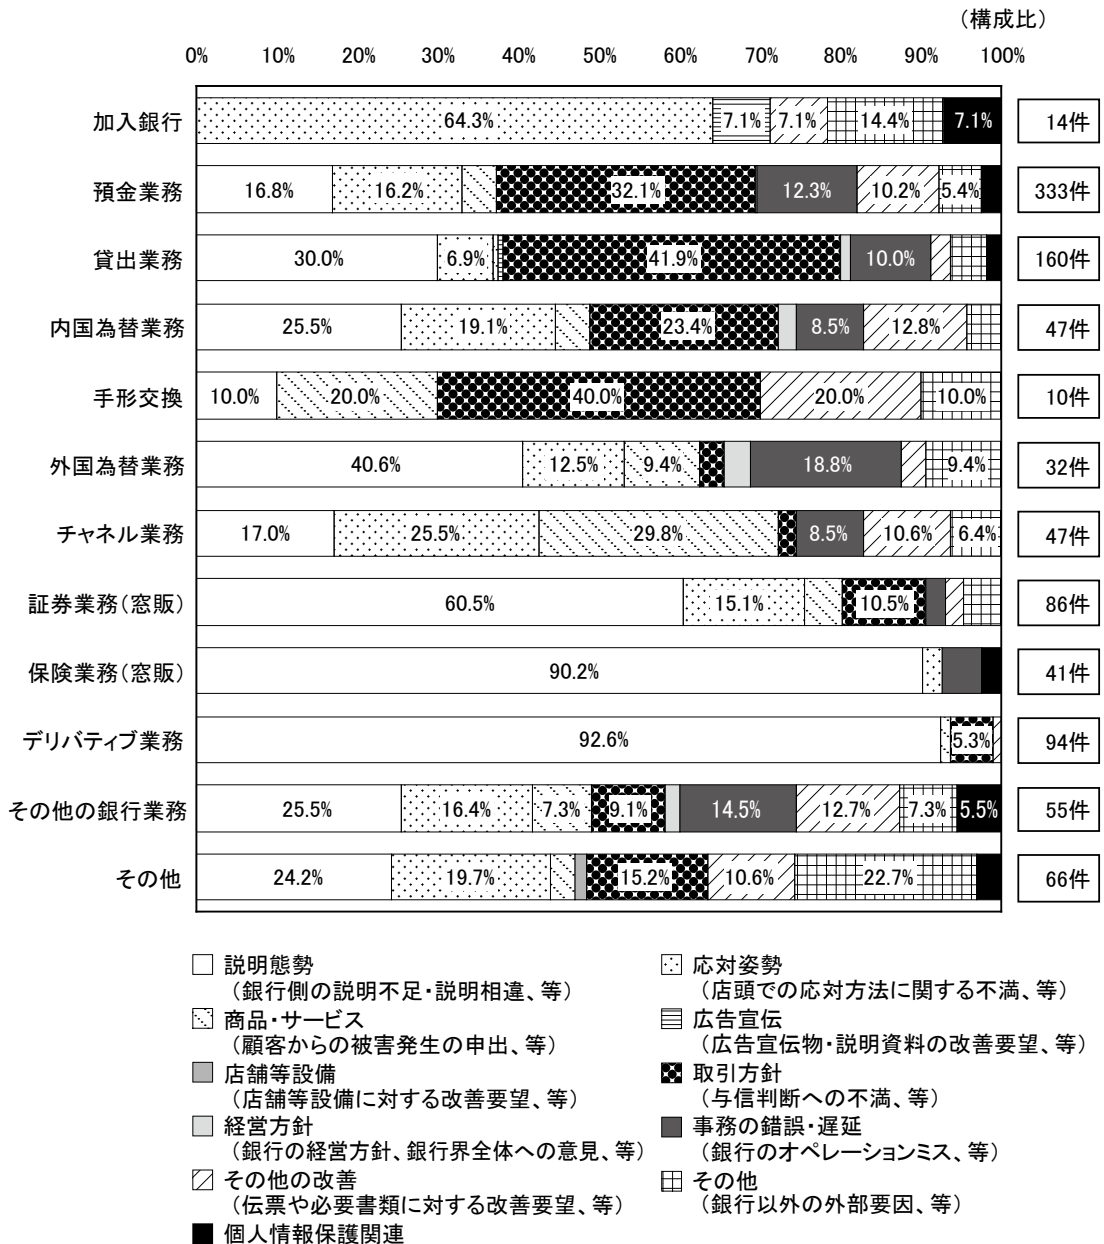 （構成比）
0% 10% 20% 30% 40% 50% 60% 70% 80% 90% 100%
加入銀行 64.3% 7.1% 7.1% 14.4% 7.1% 14件
預金業務 16.8% 16.2% 32.1% 12.3% 10.2% 5.4% 333件
貸出業務 30.0% 6.9% 41.9% 10.0% 160件
内国為替業務 25.5% 19.1% 23.4% 8.5% 12.8% 47件
手形交換 10.0% 20.0% 40.0% 20.0% 10.0% 10件
外国為替業務 40.6% 12.5% 9.4% 18.8% 9.4% 32件
チャネル業務 17.0% 25.5% 29.8% 8.5% 10.6% 6.4% 47件
証券業務（窓販） 60.5% 15.1% 10.5% 86件
保険業務（窓販） 90.2% 41件
デリバティブ業務 92.6% 5.3% 94件
その他の銀行業務 25.5% 16.4% 7.3% 9.1% 14.5% 12.7% 7.3% 5.5% 55件
その他 24.2% 19.7% 15.2% 10.6% 22.7% 66件
説明態勢
（銀行側の説明不足・説明相違、等）
応対姿勢
（店頭での応対方法に関する不満、等）
商品・サービス
（顧客からの被害発生の申出、等）
広告宣伝
（広告宣伝物・説明資料の改善要望、等）
店舗等設備
（店舗等設備に対する改善要望、等）
取引方針
（与信判断への不満、等）
経営方針
（銀行の経営方針、銀行界全体への意見、等）
事務の錯誤・遅延
（銀行のオペレーションミス、等）
その他の改善
（伝票や必要書類に対する改善要望、等）
その他
（銀行以外の外部要因、等）
個人情報保護関連